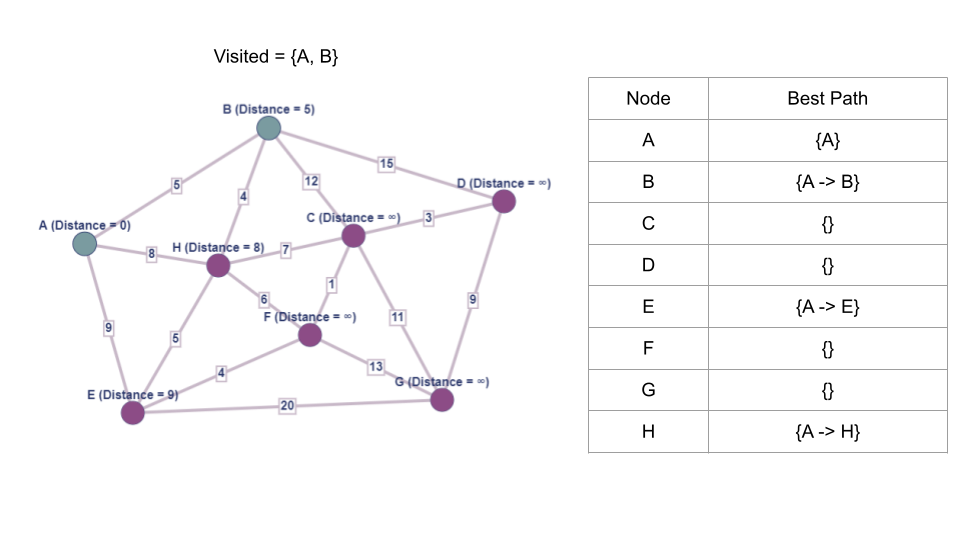 Visited = {A, B}
B (Distance = 5)
15
5
12
4
D (Distance = ∞)
C (Distance = ∞)
3
A (Distance = 0)
H (Distance = 8)
7
8
6
1
9
F (Distance = ∞)
11
9
5
13
4
G (Distance = ∞)
E (Distance = 9)
20
Node Best Path
A {A}
B {A -> B}
C {}
D {}
E {A -> E}
F {}
G {}
H {A -> H}